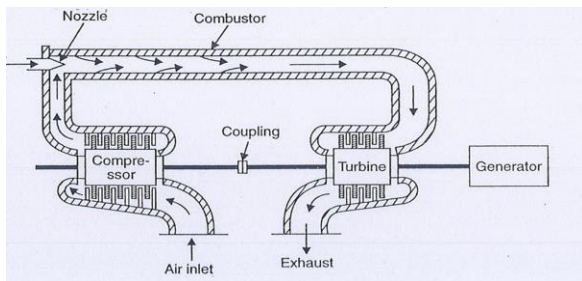 Nozzle
Combustor
Coupling
Compre-
ssor
Turbine
Generator
Air inlet
Exhaust